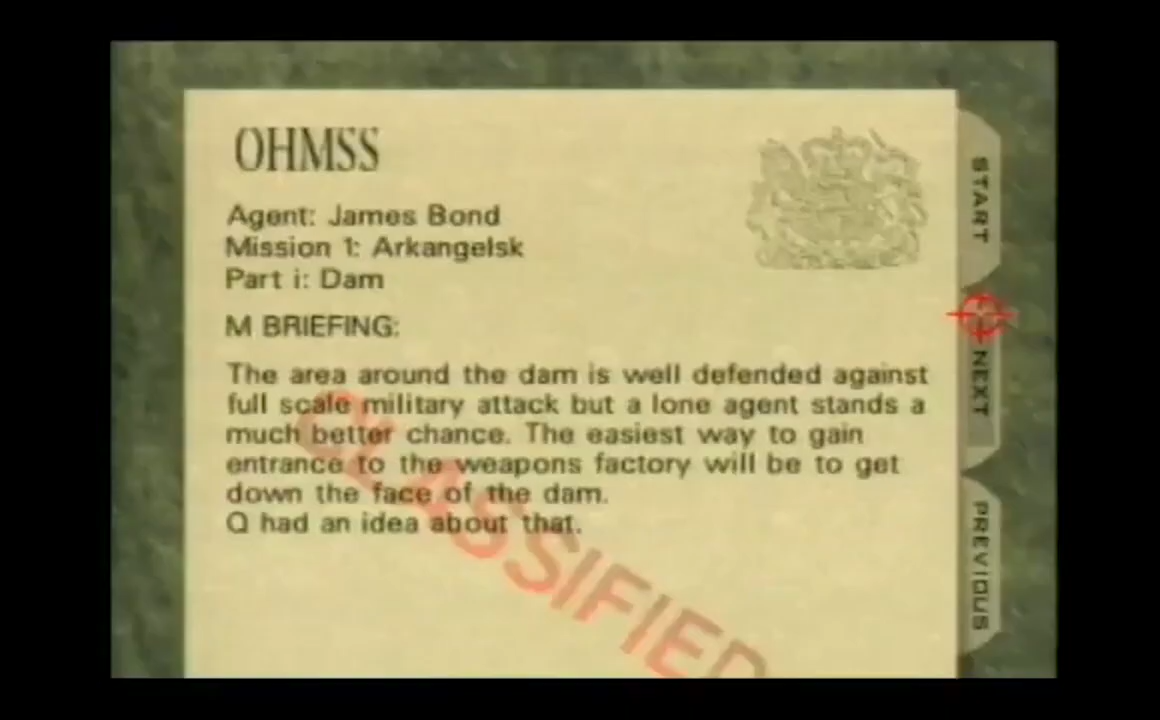 OHMSS
Agent: James Bond
Mission 1: Arkangelsk
Part i: Dam
M BRIEFING:
The area around the dam is well defended against
full scale military attack but a lone agent stands a
much better chance. The easiest way to gain
entrance to the weapons factory will be to get
down the face of the dam.
Q had an idea about that.
CLASSIFIED
START
NEXT
PREVIOUS